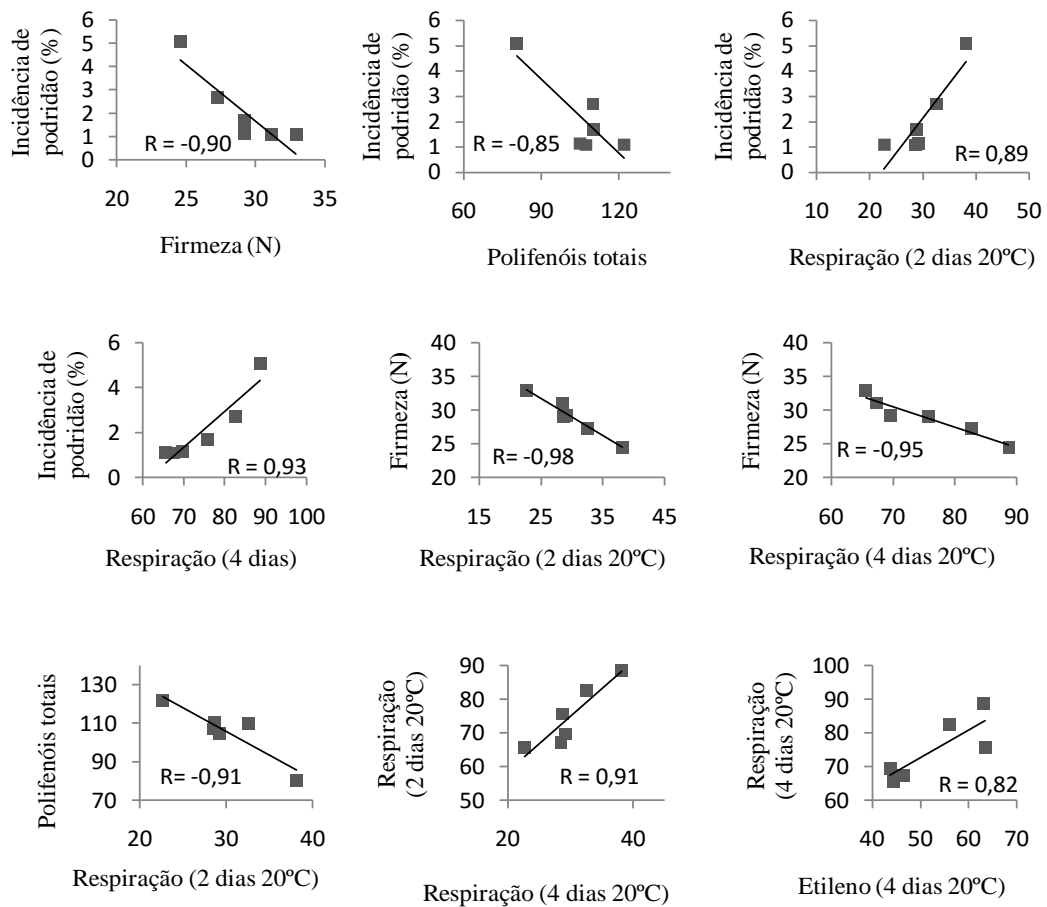 Incidência de
podridão (%)
6
5
4
3
2
1
0
R = -0,90
20 25 30 35
Firmeza (N)
Incidência de
podridão (%)
6
5
4
3
2
1
0
R = -0,85
60 90 120
Polifenóis totais
Incidência de
podridão (%)
6
5
4
3
2
1
0
R= 0,89
10 20 30 40 50
Respiração (2 dias 20ºC)
Incidência de
podridão (%)
6
4
2
0
R = 0,93
60 70 80 90 100
Respiração (4 dias)
Firmeza (N)
40
35
30
25
20
R= -0,98
15 25 35 45
Respiração (2 dias 20ºC)
Firmeza (N)
40
35
30
25
20
R = -0,95
60 70 80 90
Respiração (4 dias 20ºC)
Polifenóis totais
130
110
90
70
R= -0,91
20 30 40
Respiração (2 dias 20ºC)
Respiração
(2 dias 20ºC)
90
80
70
60
50
R = 0,91
20 40
Respiração (4 dias 20ºC)
Respiração
(4 dias 20ºC)
100
90
80
70
60
R = 0,82
40 50 60 70
Etileno (4 dias 20ºC)